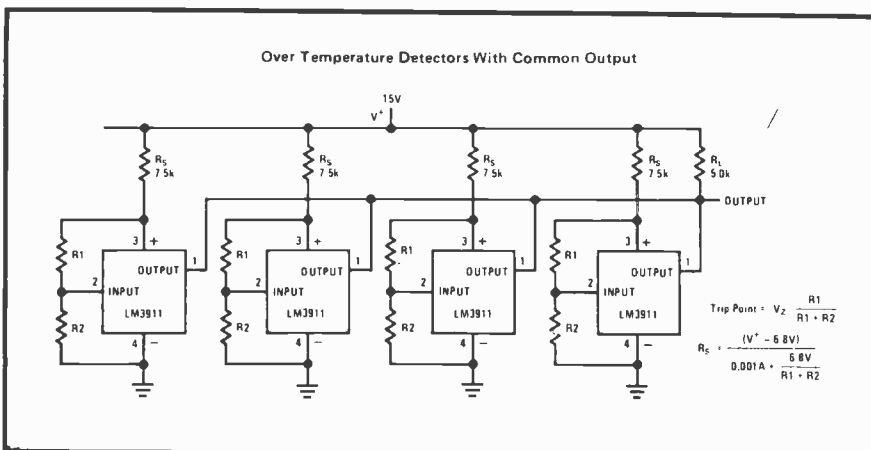 Over Temperature Detectors With Common Output
15V
V+
RS
7.5k
RS
7.5k
RS
7.5k
RS
7.5k
RL
5.0k
OUTPUT
R1
3
+
OUTPUT
1
2
INPUT
LM3911
R2
4
−
R1
3
+
OUTPUT
1
2
INPUT
LM3911
R2
4
−
R1
3
+
OUTPUT
1
2
INPUT
LM3911
R2
4
−
R1
3
+
OUTPUT
1
2
INPUT
LM3911
R2
4
−
Trip Point = VZ R1
R1 + R2
RS = (V+ − 6.8V)
0.001A + 6.8V
R1 + R2